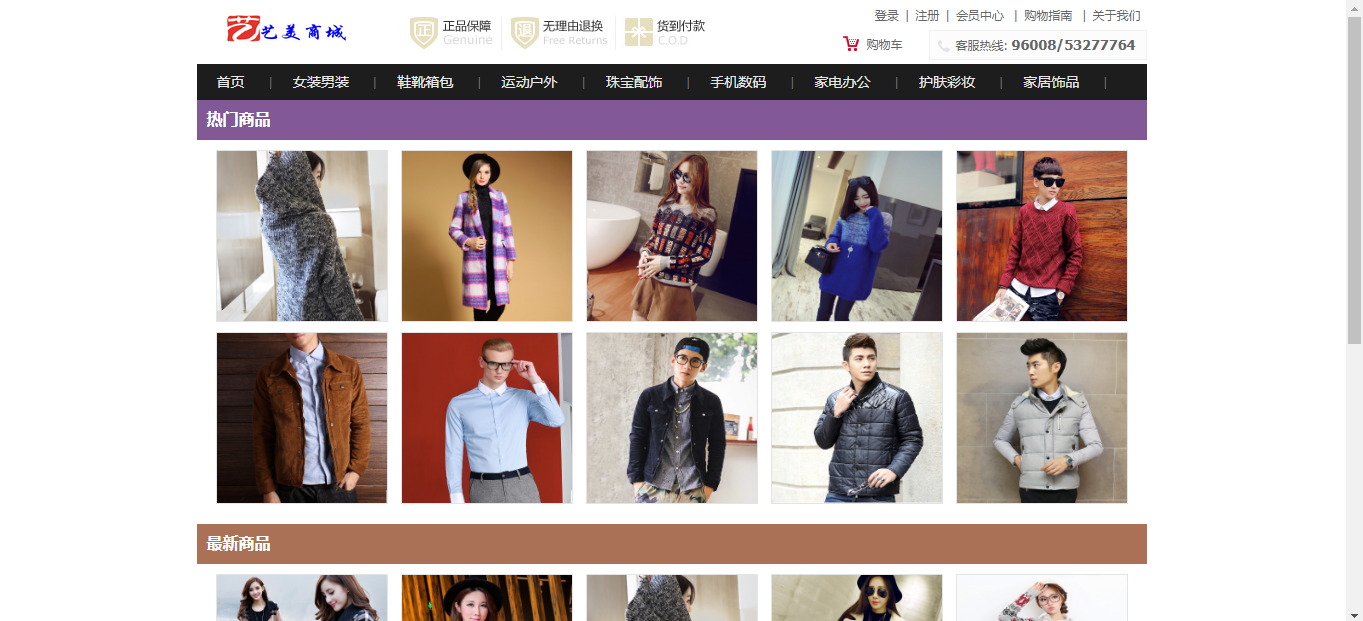 艺美商城
正 正品保障
Genuine
退 无理由退换
Free Returns
货到付款
C.O.D
登录 | 注册 | 会员中心 | 购物指南 | 关于我们
购物车
客服热线: 96008/53277764
首页 | 女装男装 | 鞋靴箱包 | 运动户外 | 珠宝配饰 | 手机数码 | 家电办公 | 护肤彩妆 | 家居饰品 |
热门商品
最新商品